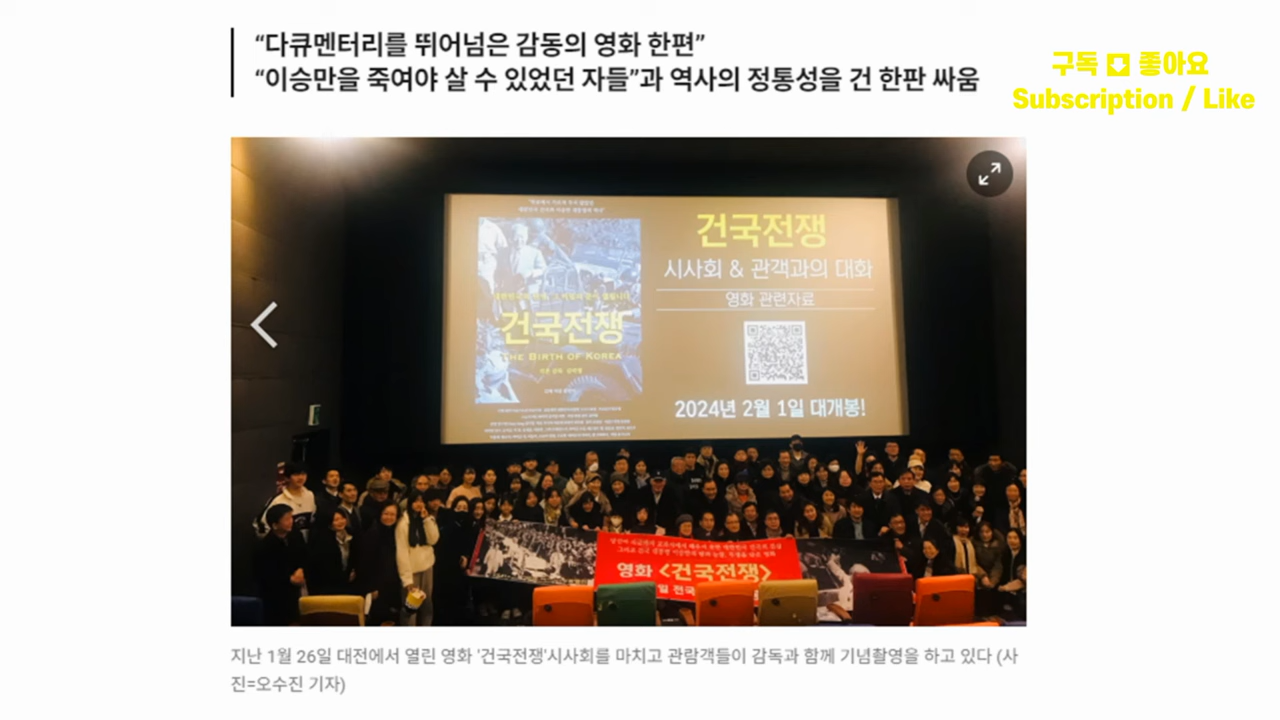 “다큐멘터리를 뛰어넘은 감동의 영화 한편”
“이승만을 죽여야 살 수 있었던 자들”과 역사의 정통성을 건 한판 싸움
구독 좋아요
Subscription / Like
건국전쟁
THE BIRTH OF KOREA
건국전쟁
시사회 & 관객과의 대화
영화 관련자료
2024년 2월 1일 대개봉!
영화 <건국전쟁>
일 전국
지난 1월 26일 대전에서 열린 영화 '건국전쟁'시사회를 마치고 관람객들이 감독과 함께 기념촬영을 하고 있다 (사
진=오수진 기자)